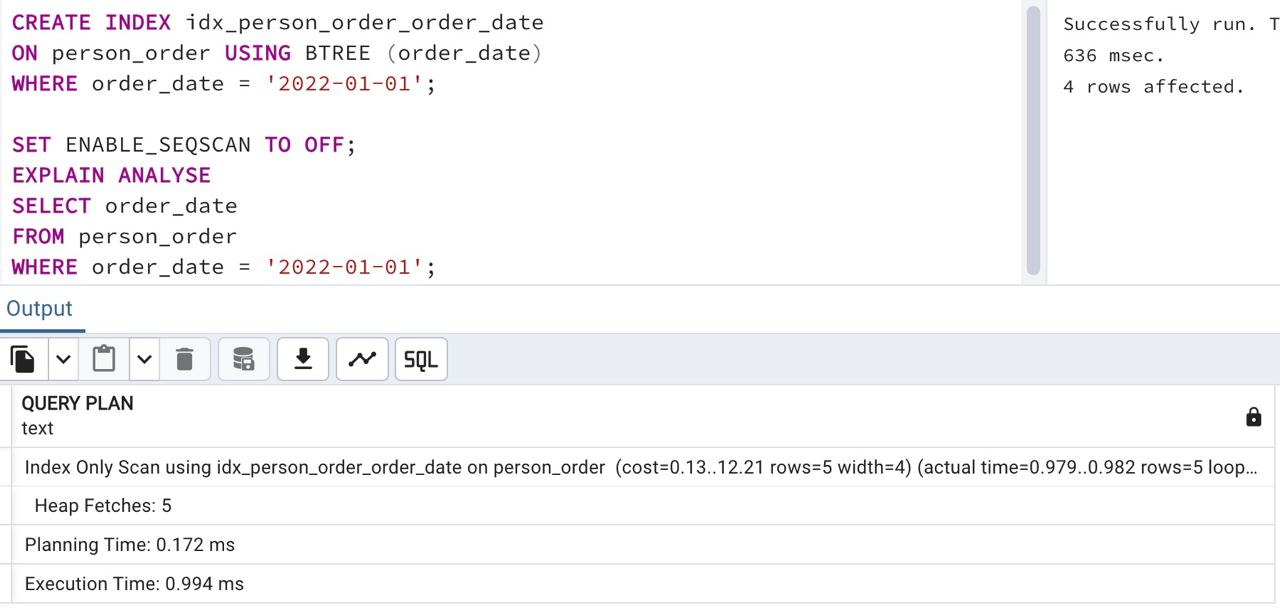 CREATE INDEX idx_person_order_order_date
ON person_order USING BTREE (order_date)
WHERE order_date = '2022-01-01';
SET ENABLE_SEQSCAN TO OFF;
EXPLAIN ANALYSE
SELECT order_date
FROM person_order
WHERE order_date = '2022-01-01';
Successfully run. T
636 msec.
4 rows affected.
Output
SQL
QUERY PLAN
text
Index Only Scan using idx_person_order_order_date on person_order (cost=0.13..12.21 rows=5 width=4) (actual time=0.979..0.982 rows=5 loop...
Heap Fetches: 5
Planning Time: 0.172 ms
Execution Time: 0.994 ms